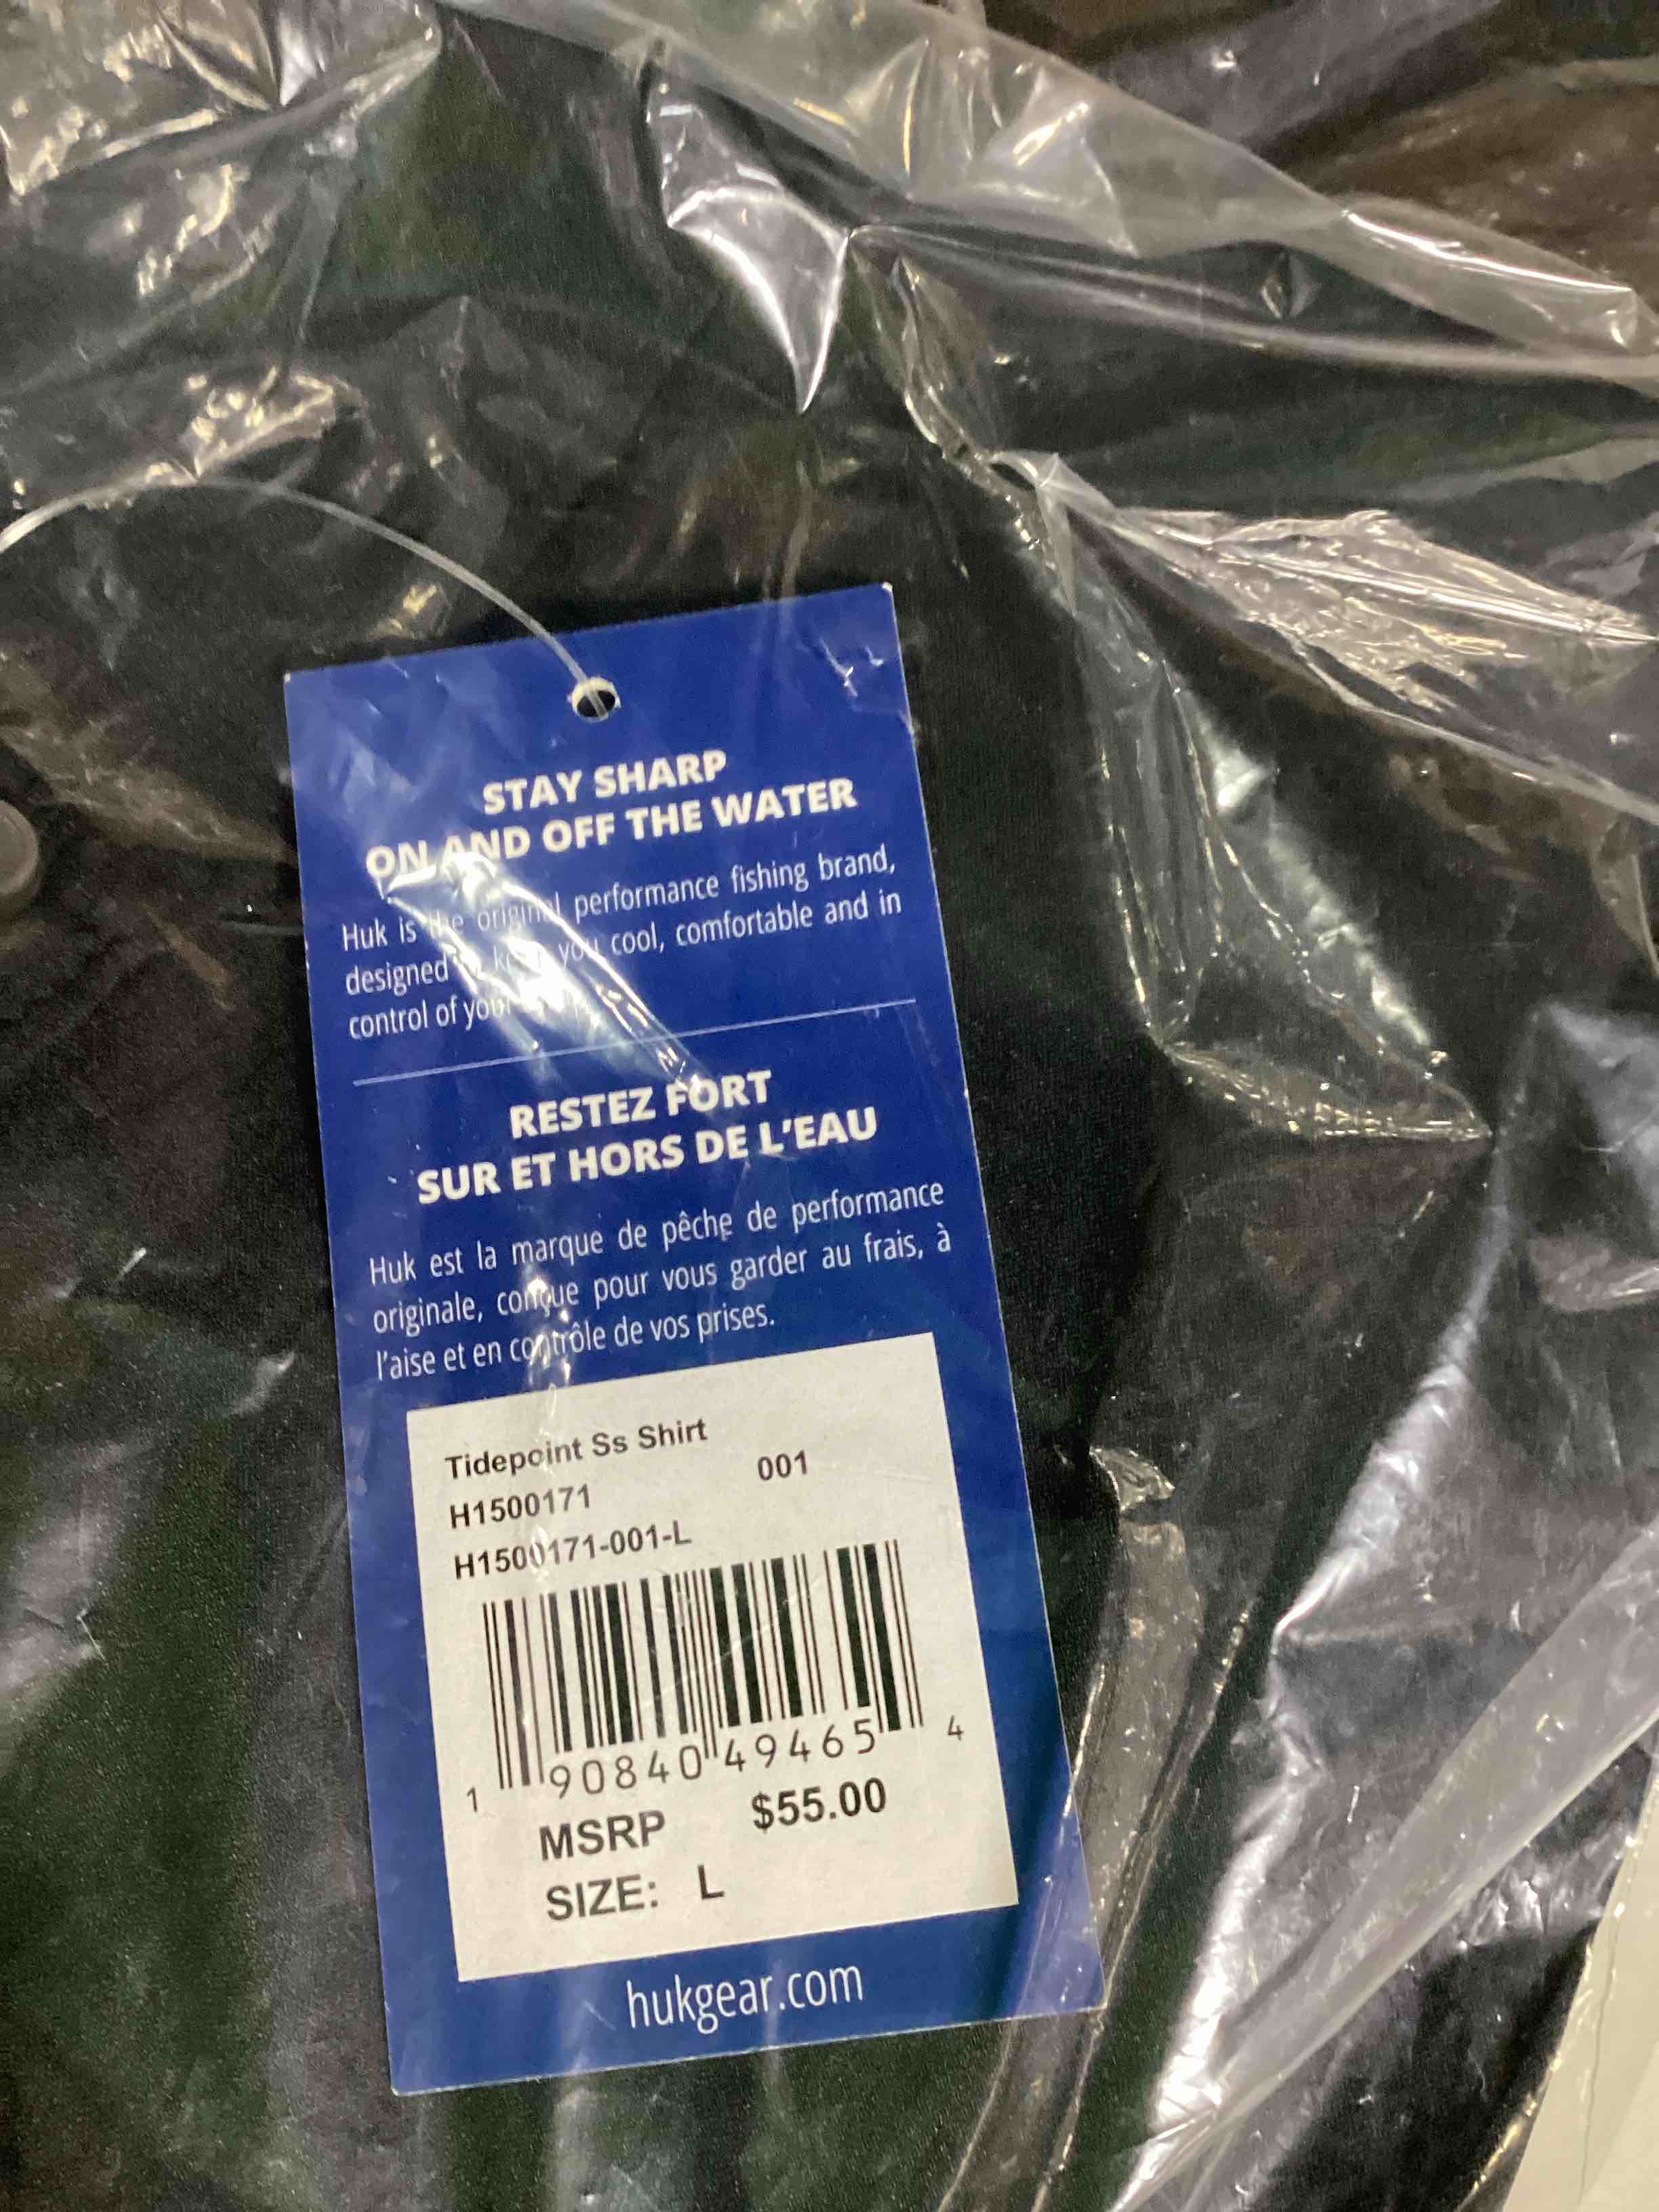 STAY SHARP
ON AND OFF THE WATER
Huk is the original performance fishing brand,
designed you cool, comfortable and in
control of your
RESTEZ FORT
SUR ET HORS DE L'EAU
Huk est la marque de pêche de performance
originale, conçue pour vous garder au frais, à
l'aise et en contrôle de vos prises.
Tidepoint Ss Shirt
H1500171 001
H1500171-001-L
1 90840 49465 4
MSRP $55.00
SIZE: L
hukgear.com